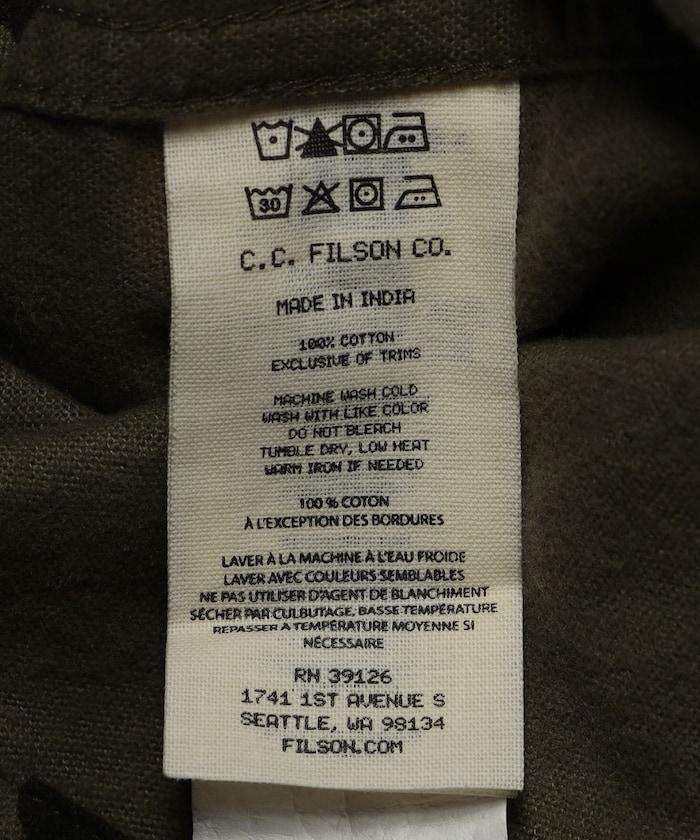 30
C.C. FILSON CO.
MADE IN INDIA
100% COTTON
EXCLUSIVE OF TRIMS
MACHINE WASH COLD
WASH WITH LIKE COLOR
DO NOT BLEACH
TUMBLE DRY, LOW HEAT
WARM IRON IF NEEDED
100 % COTON
À L'EXCEPTION DES BORDURES
LAVER À LA MACHINE À L'EAU FROIDE
LAVER AVEC COULEURS SEMBLABLES
NE PAS UTILISER D'AGENT DE BLANCHIMENT
SÉCHER PAR CULBUTAGE, BASSE TEMPÉRATURE
REPASSER A TEMPÉRATURE MOYENNE SI
NÉCESSAIRE
RN 39126
1741 1ST AVENUE S
SEATTLE, WA 98134
FILSON.COM